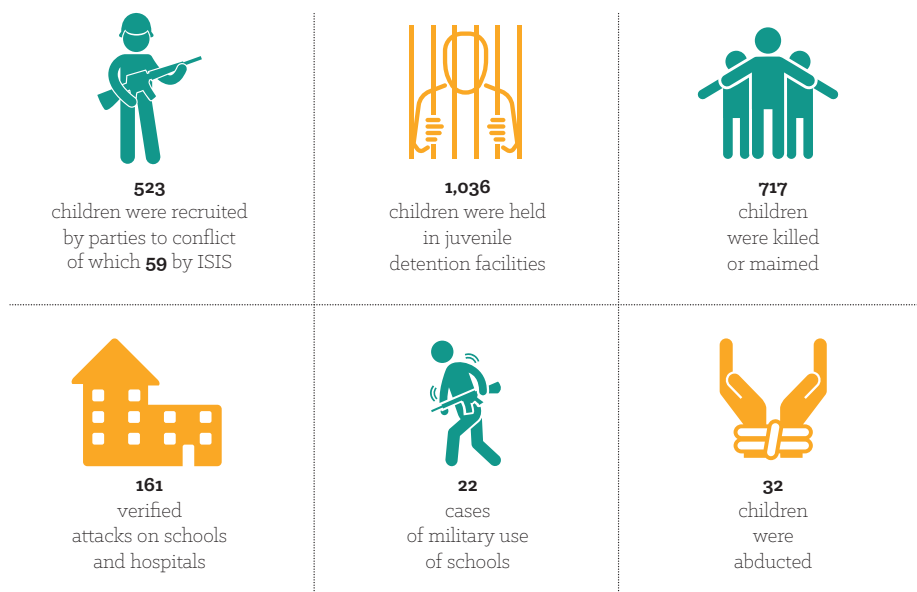 523
children were recruited
by parties to conflict
of which 59 by ISIS
1,036
children were held
in juvenile
detention facilities
717
children
were killed
or maimed
161
verified
attacks on schools
and hospitals
22
cases
of military use
of schools
32
children
were
abducted